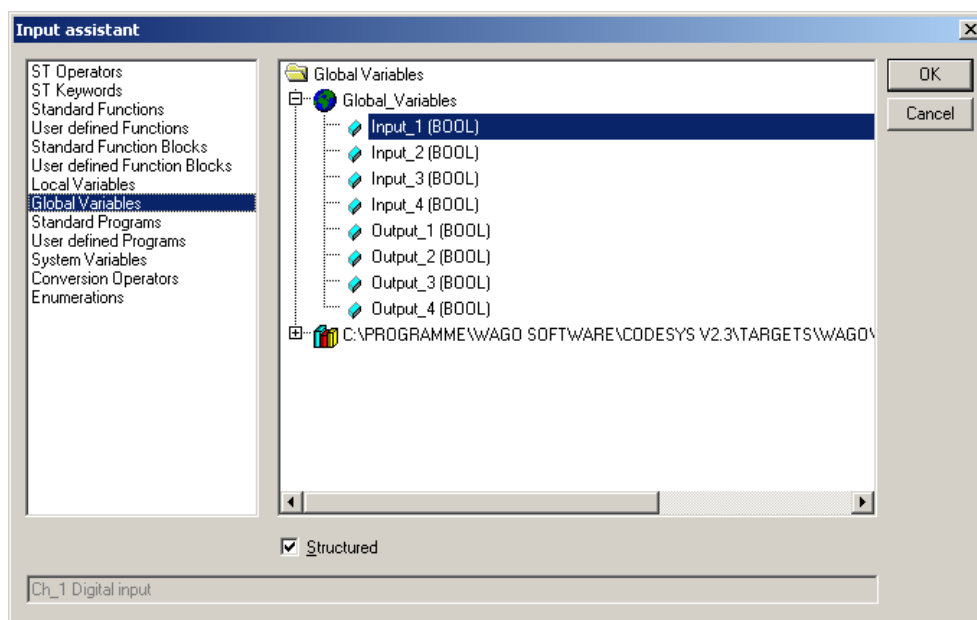 Input assistant
ST Operators
ST Keywords
Standard Functions
User defined Functions
Standard Function Blocks
User defined Function Blocks
Local Variables
Global Variables
Standard Programs
User defined Programs
System Variables
Conversion Operators
Enumerations
Global Variables
Global_Variables
Input_1 (BOOL)
Input_2 (BOOL)
Input_3 (BOOL)
Input_4 (BOOL)
Output_1 (BOOL)
Output_2 (BOOL)
Output_3 (BOOL)
Output_4 (BOOL)
C:\PROGRAMME\WAGO SOFTWARE\CODESYS V2.3\TARGETS\WAGO\
OK
Cancel
Structured
Ch_1 Digital input